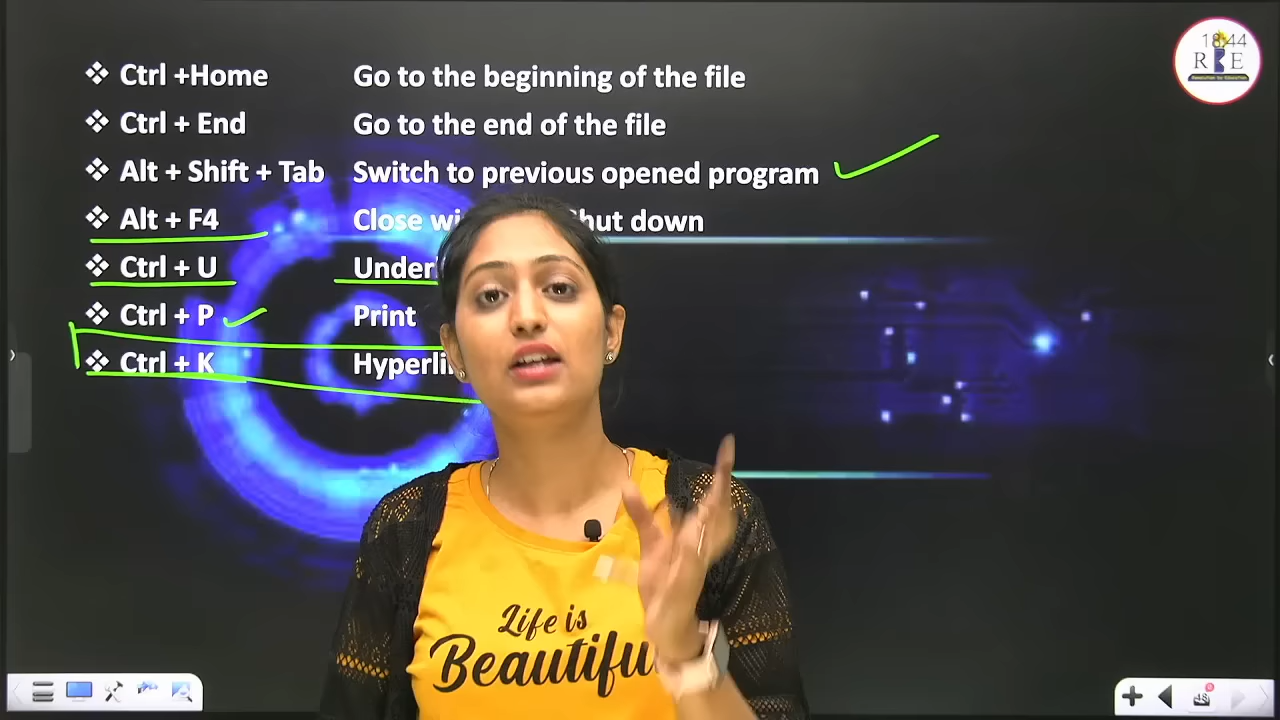 ❖ Ctrl +Home Go to the beginning of the file
❖ Ctrl + End Go to the end of the file
❖ Alt + Shift + Tab Switch to previous opened program
❖ Alt + F4 Close hut down
❖ Ctrl + U Under
❖ Ctrl + P Print
❖ Ctrl + K Hyperli
18:44
R E
Life is
Beautifu